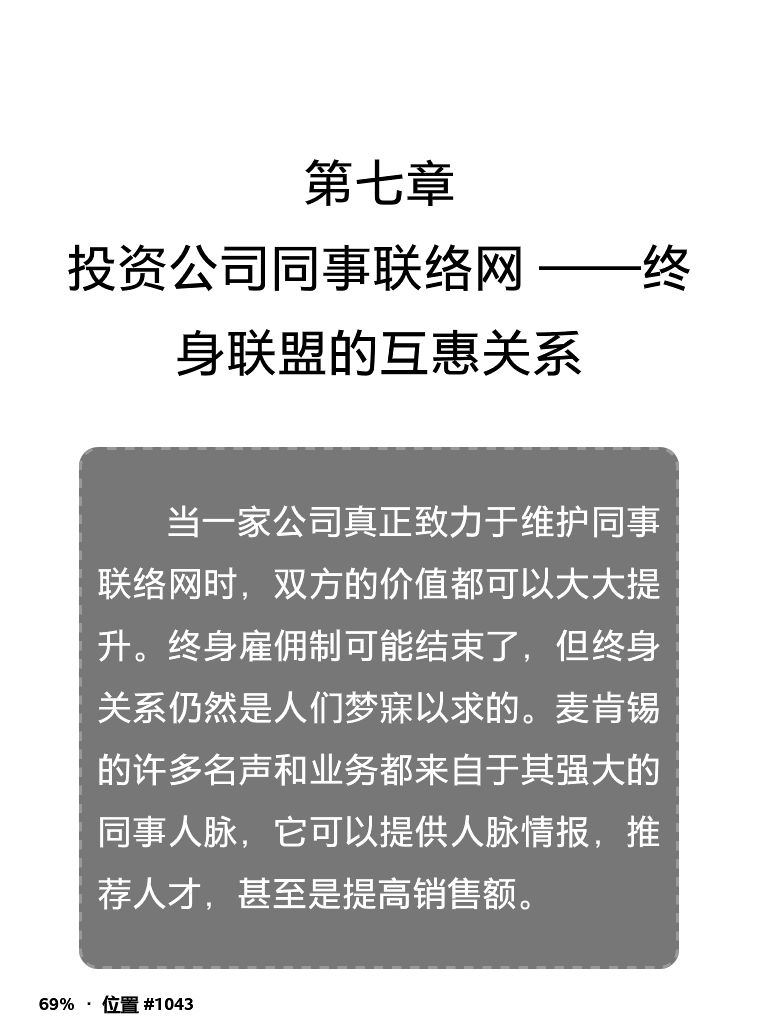 第七章
投资公司同事联络网 ——终
身联盟的互惠关系
当一家公司真正致力于维护同事
联络网时，双方的价值都可以大大提
升。终身雇佣制可能结束了，但终身
关系仍然是人们梦寐以求的。麦肯锡
的许多名声和业务都来自于其强大的
同事人脉，它可以提供人脉情报，推
荐人才，甚至是提高销售额。
69% · 位置 #1043